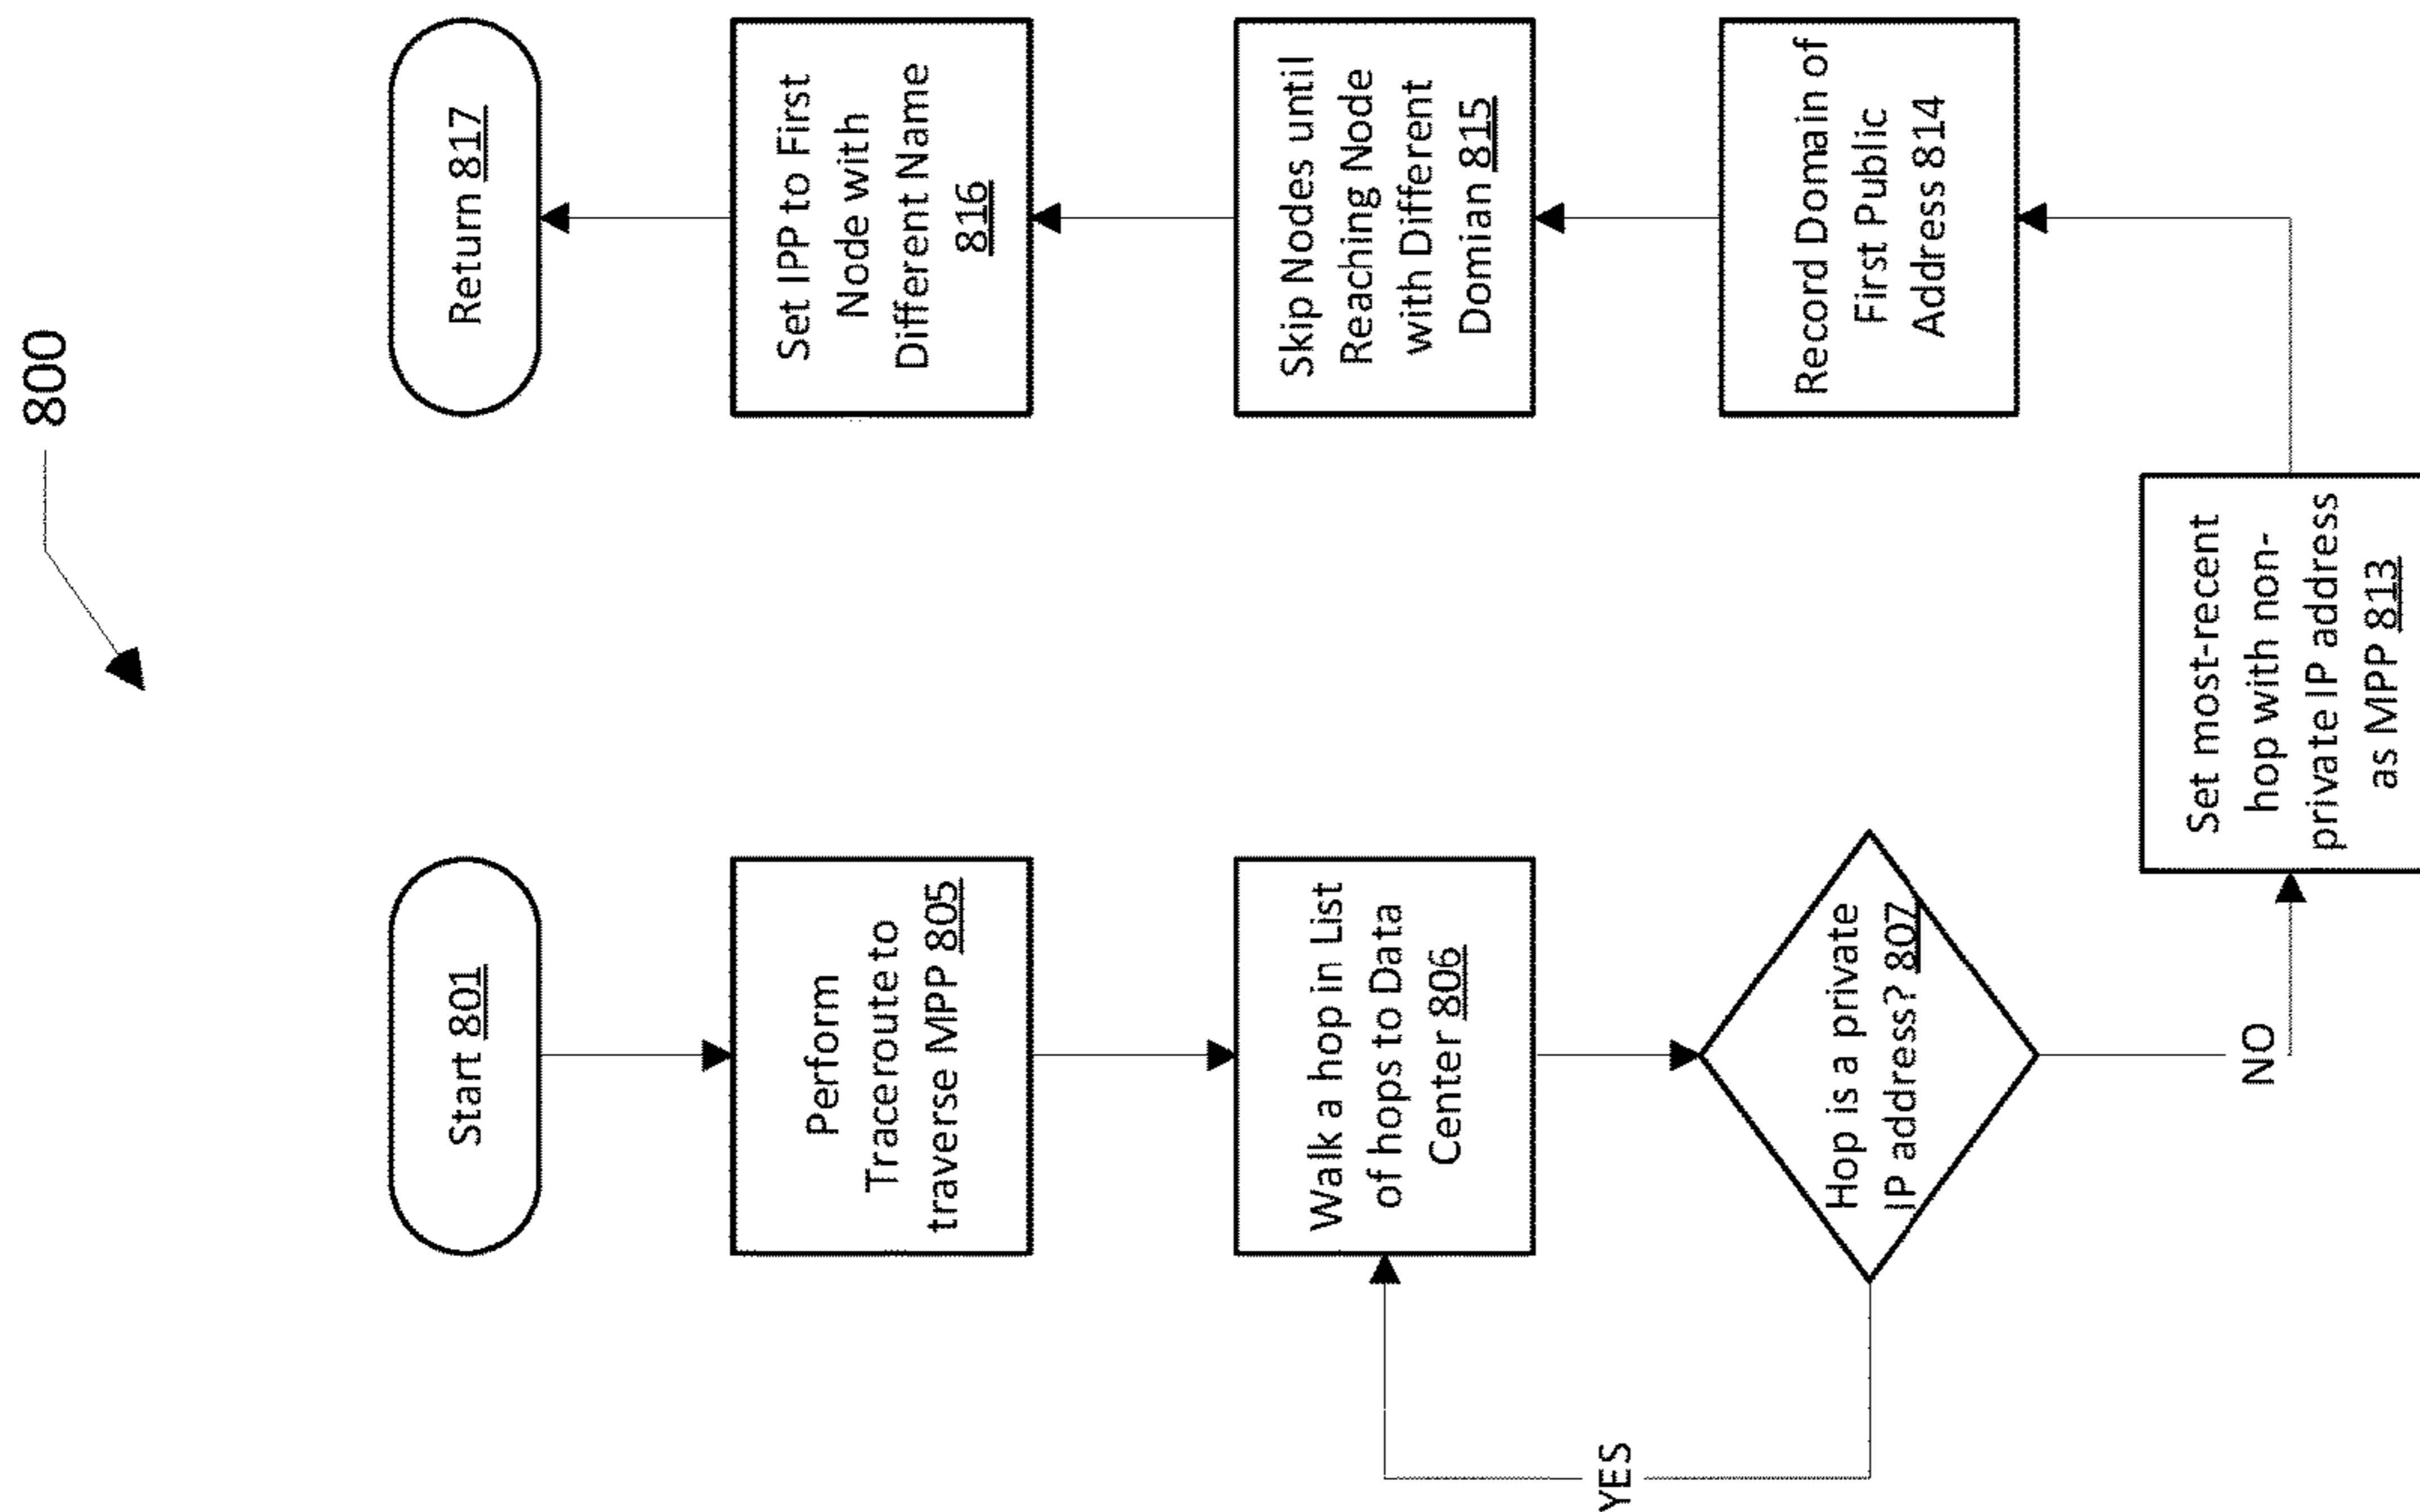 800
Start 801
Perform
Traceroute to
traverse MPP 805
Walk a hop in List
of hops to Data
Center 806
Hop is a private
IP address? 807
YES
NO
Set most-recent
hop with non-
private IP address
as MPP 813
Record Domain of
First Public
Address 814
Skip Nodes until
Reaching Node
with Different
Domian 815
Set IPP to First
Node with
Different Name
816
Return 817